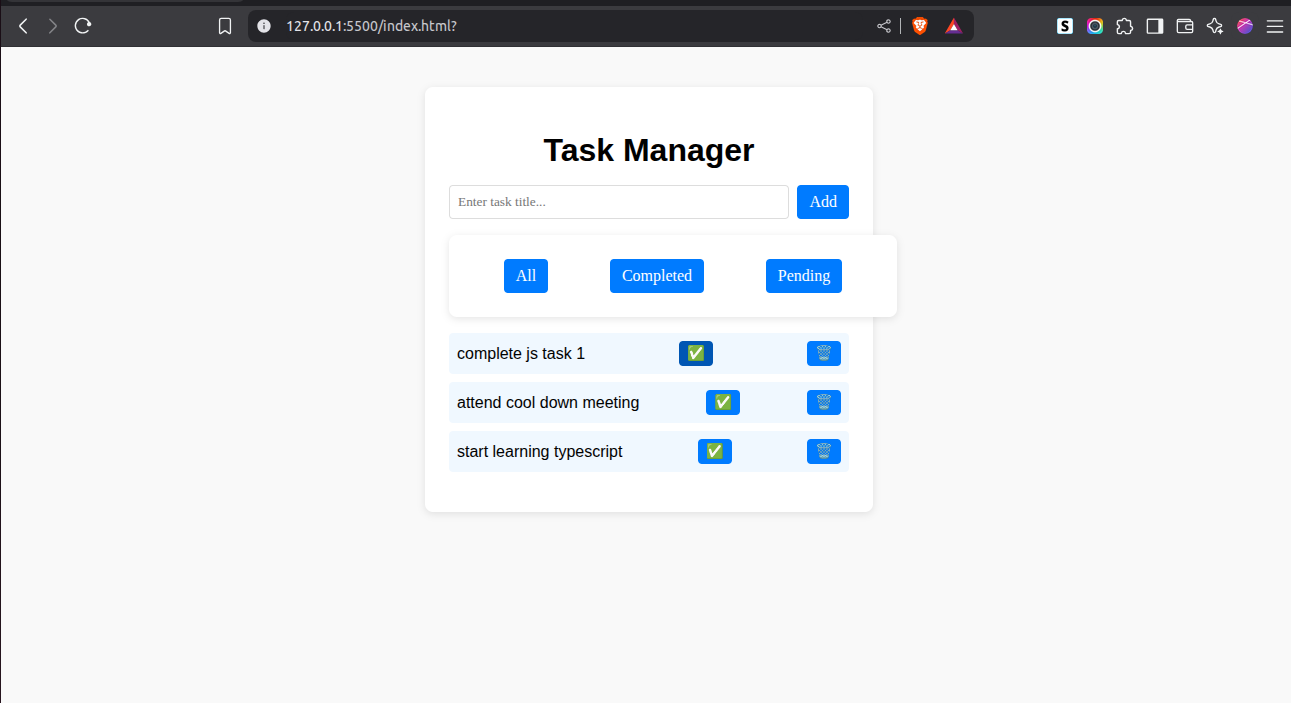 127.0.0.1:5500/index.html?
S
Task Manager
Enter task title...
Add
All
Completed
Pending
complete js task 1
attend cool down meeting
start learning typescript